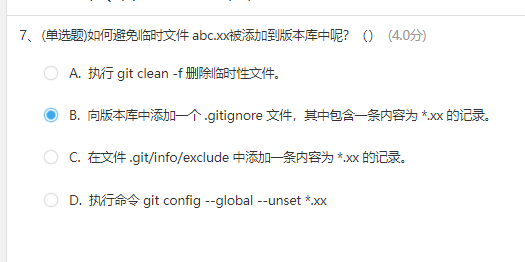 7、(单选题)如何避免临时文件 abc.xx被添加到版本库中呢？（）(4.0分)
A. 执行 git clean -f 删除临时性文件。
B. 向版本库中添加一个 .gitignore 文件，其中包含一条内容为 *.xx 的记录。
C. 在文件 .git/info/exclude 中添加一条内容为 *.xx 的记录。
D. 执行命令 git config --global --unset *.xx